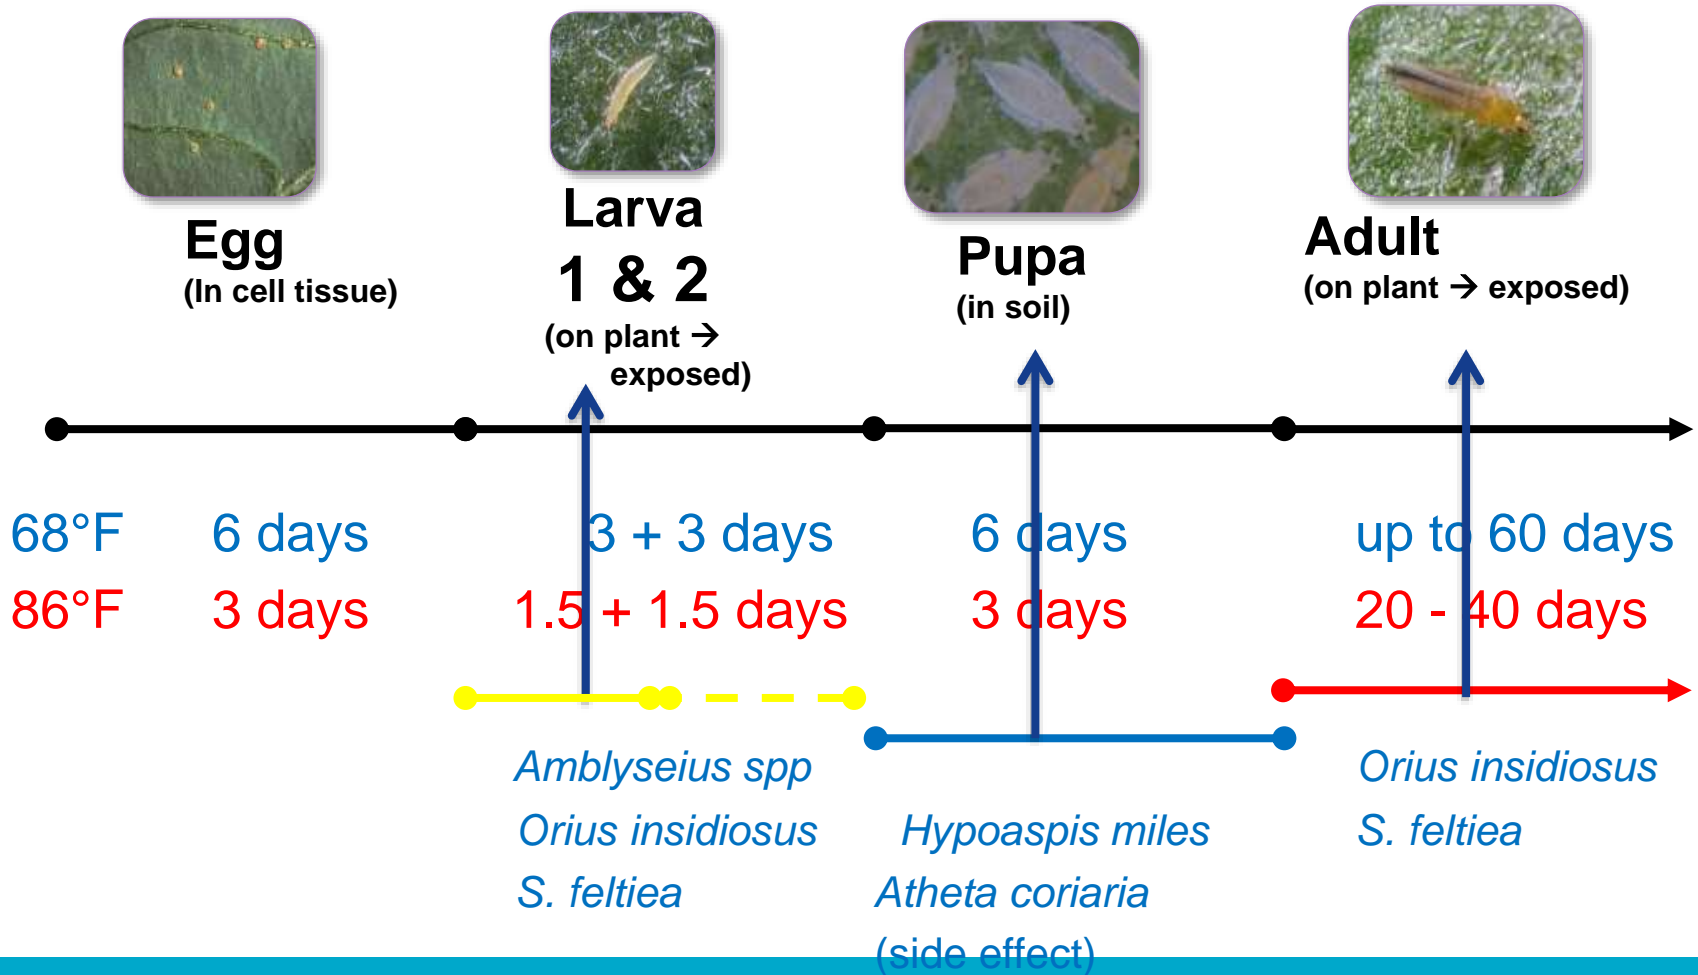 Egg
(In cell tissue)
Larva
1 & 2
(on plant →
exposed)
Pupa
(in soil)
Adult
(on plant → exposed)
68°F 6 days 3 + 3 days 6 days up to 60 days
86°F 3 days 1.5 + 1.5 days 3 days 20 - 40 days
Amblyseius spp
Orius insidiosus
S. feltiea
Hypoaspis miles
Atheta coriaria
(side effect)
Orius insidiosus
S. feltiea